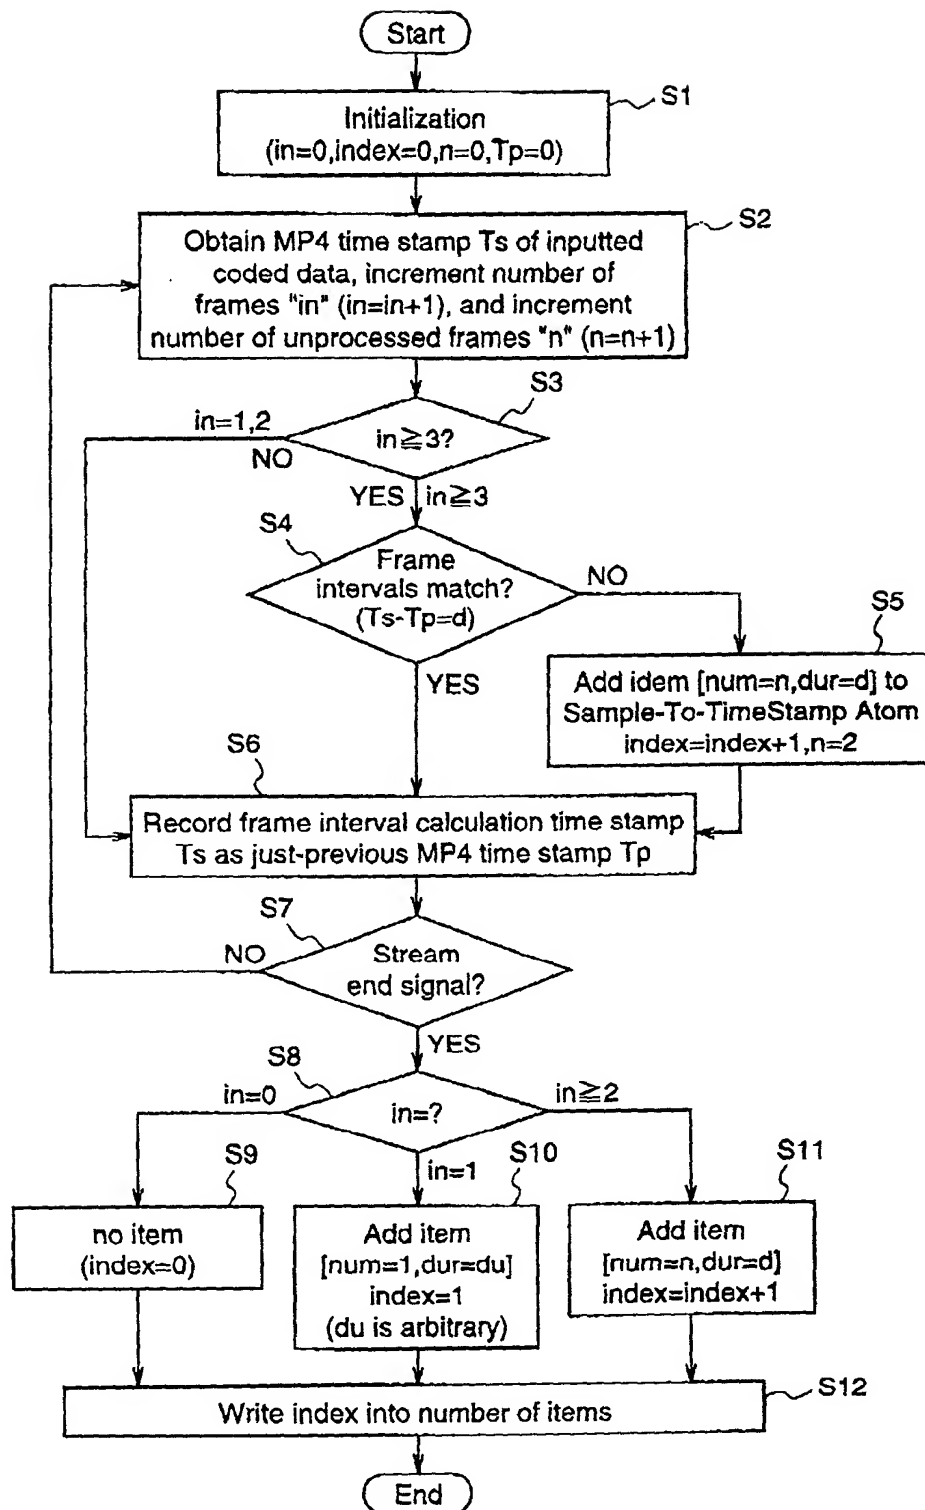 Start
S1
Initialization
(in=0,index=0,n=0,Tp=0)
S2
Obtain MP4 time stamp Ts of inputted
coded data, increment number of
frames "in" (in=in+1), and increment
number of unprocessed frames "n" (n=n+1)
S3
in=1,2
in≧3?
NO
YES
in≧3
S4
Frame
intervals match?
(Ts-Tp=d)
NO
YES
S5
Add idem [num=n,dur=d] to
Sample-To-TimeStamp Atom
index=index+1,n=2
S6
Record frame interval calculation time stamp
Ts as just-previous MP4 time stamp Tp
S7
NO
Stream
end signal?
YES
S8
in=0
in=?
in≧2
in=1
S9
no item
(index=0)
S10
Add item
[num=1,dur=du]
index=1
(du is arbitrary)
S11
Add item
[num=n,dur=d]
index=index+1
S12
Write index into number of items
End